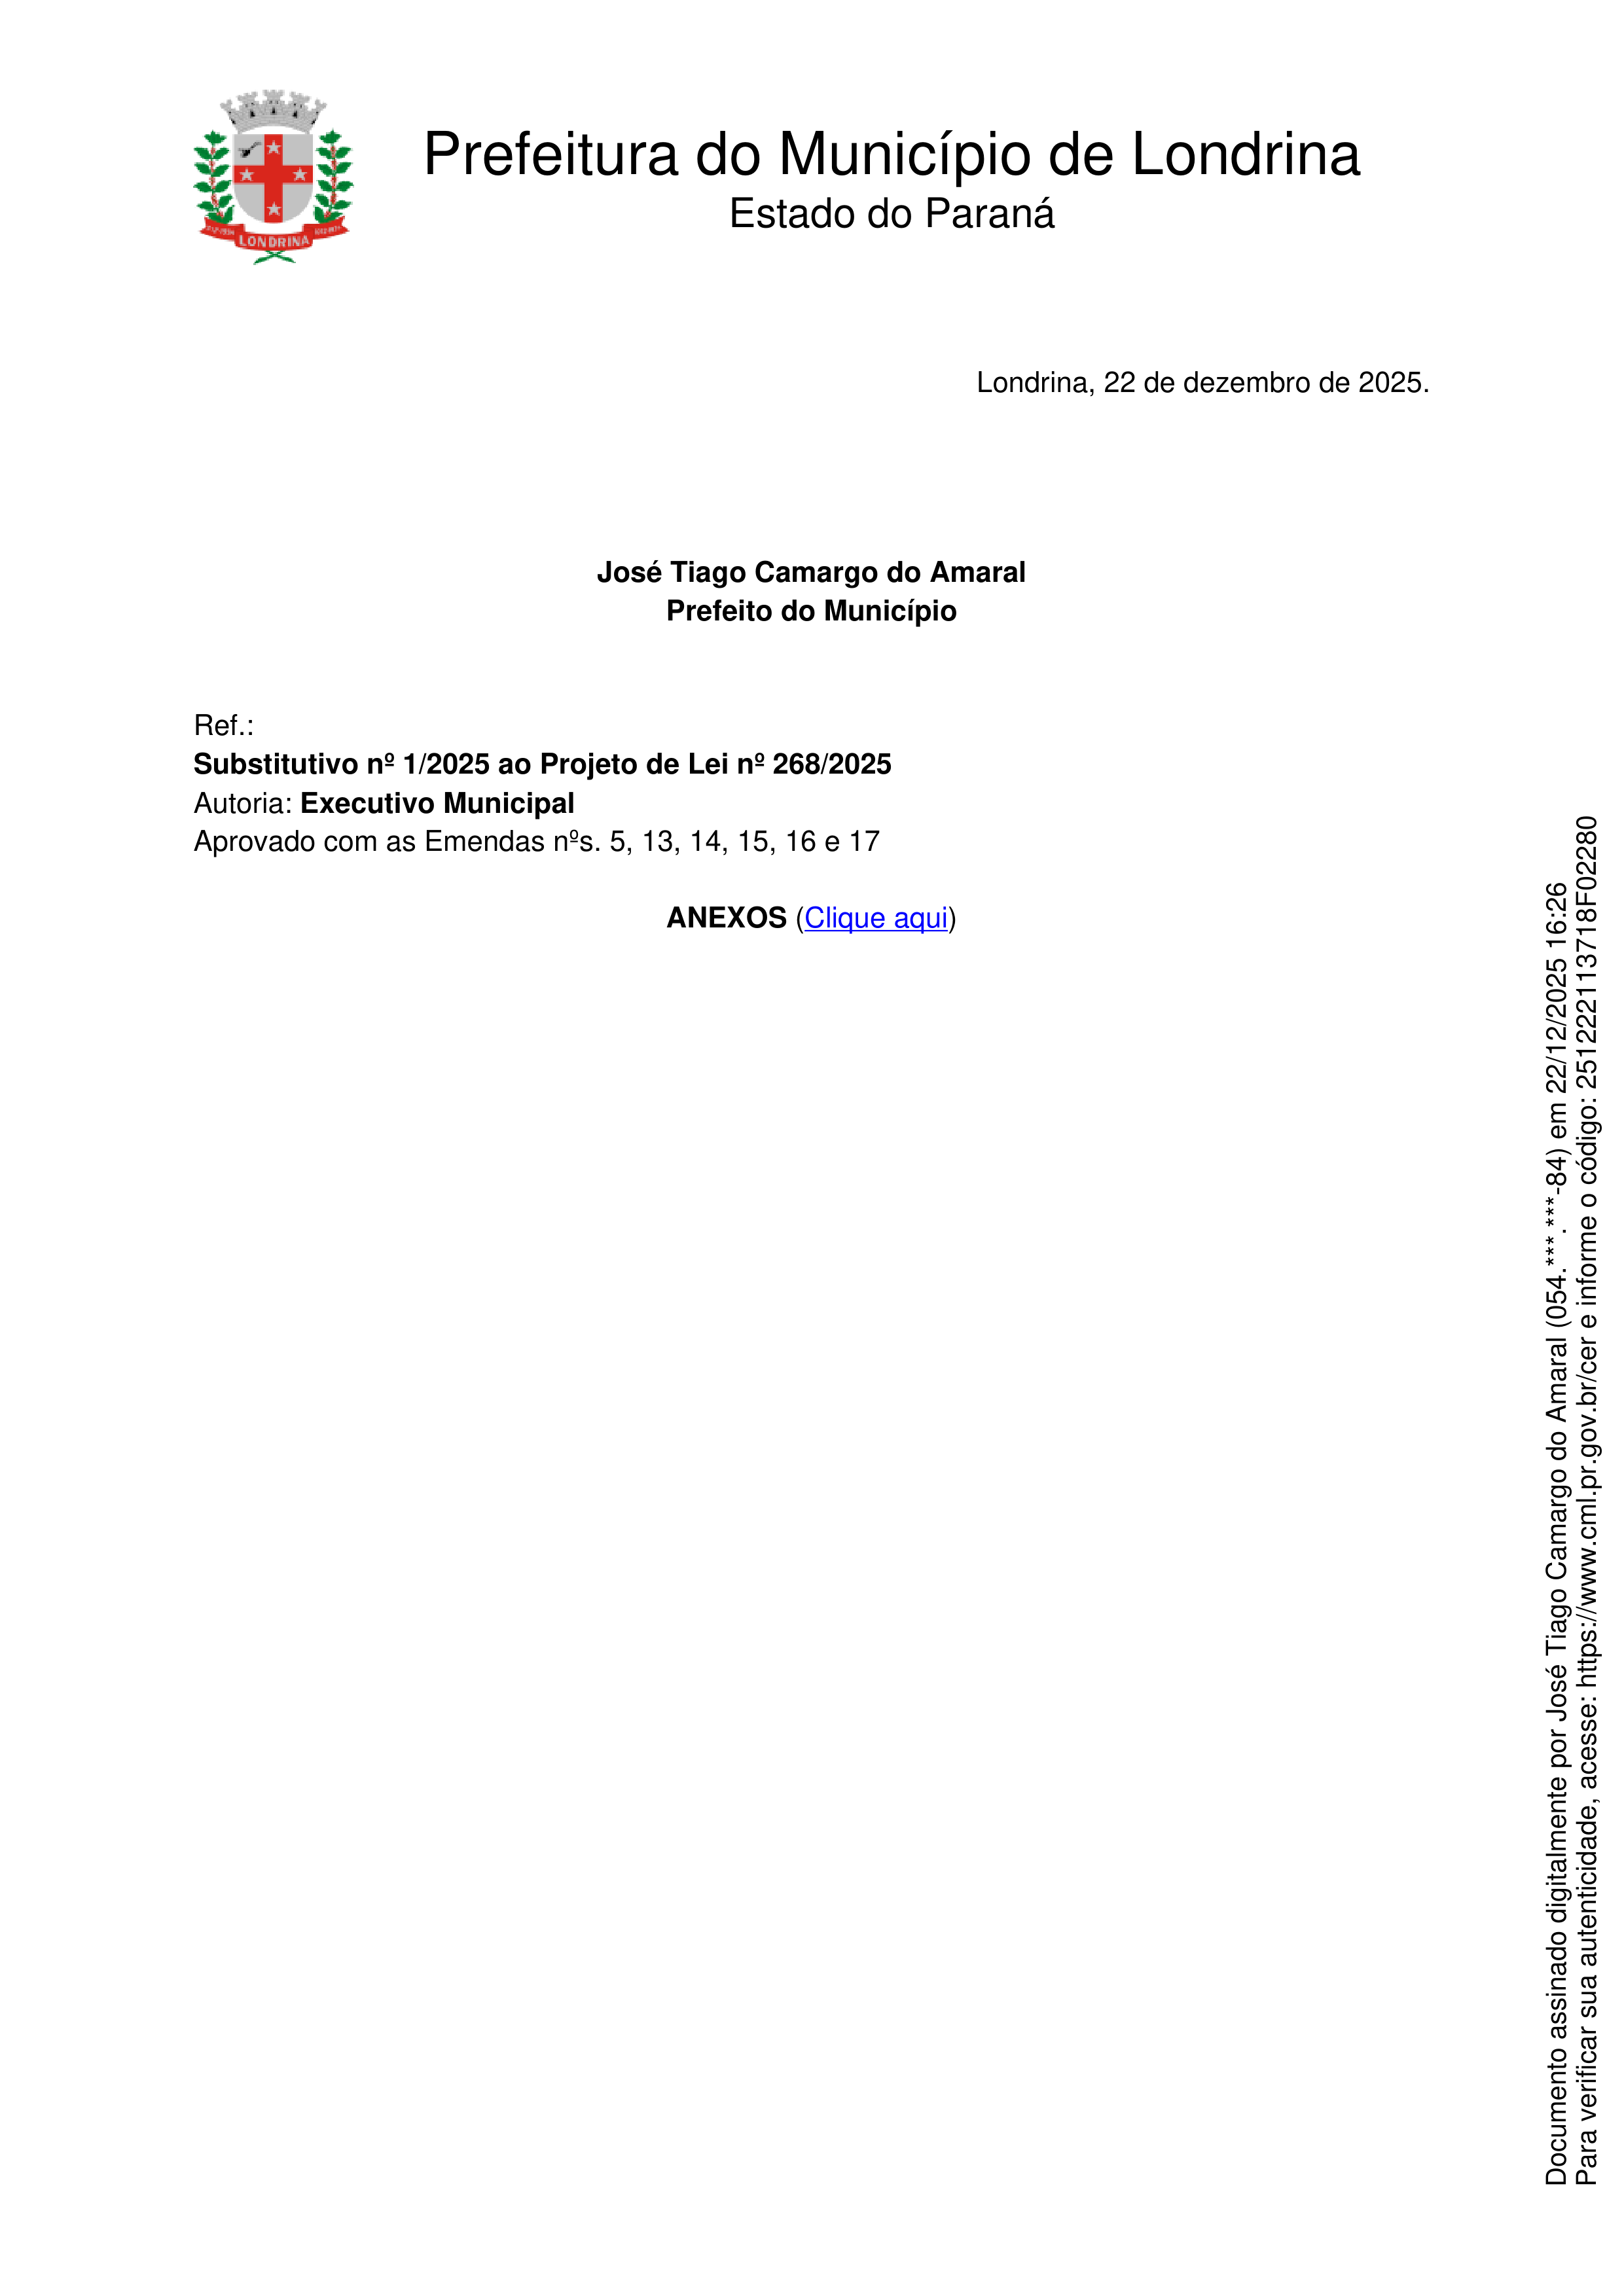 LONDRINA
Prefeitura do Município de Londrina
Estado do Paraná
Londrina, 22 de dezembro de 2025.
José Tiago Camargo do Amaral
Prefeito do Município
Ref.:
Substitutivo nº 1/2025 ao Projeto de Lei nº 268/2025
Autoria: Executivo Municipal
Aprovado com as Emendas nºs. 5, 13, 14, 15, 16 e 17
ANEXOS (Clique aqui)
Documento assinado digitalmente por José Tiago Camargo do Amaral (054.***.***-84) em 22/12/2025 16:26
Para verificar sua autenticidade, acesse: https://www.cml.pr.gov.br/cer e informe o código: 251222113718F02280